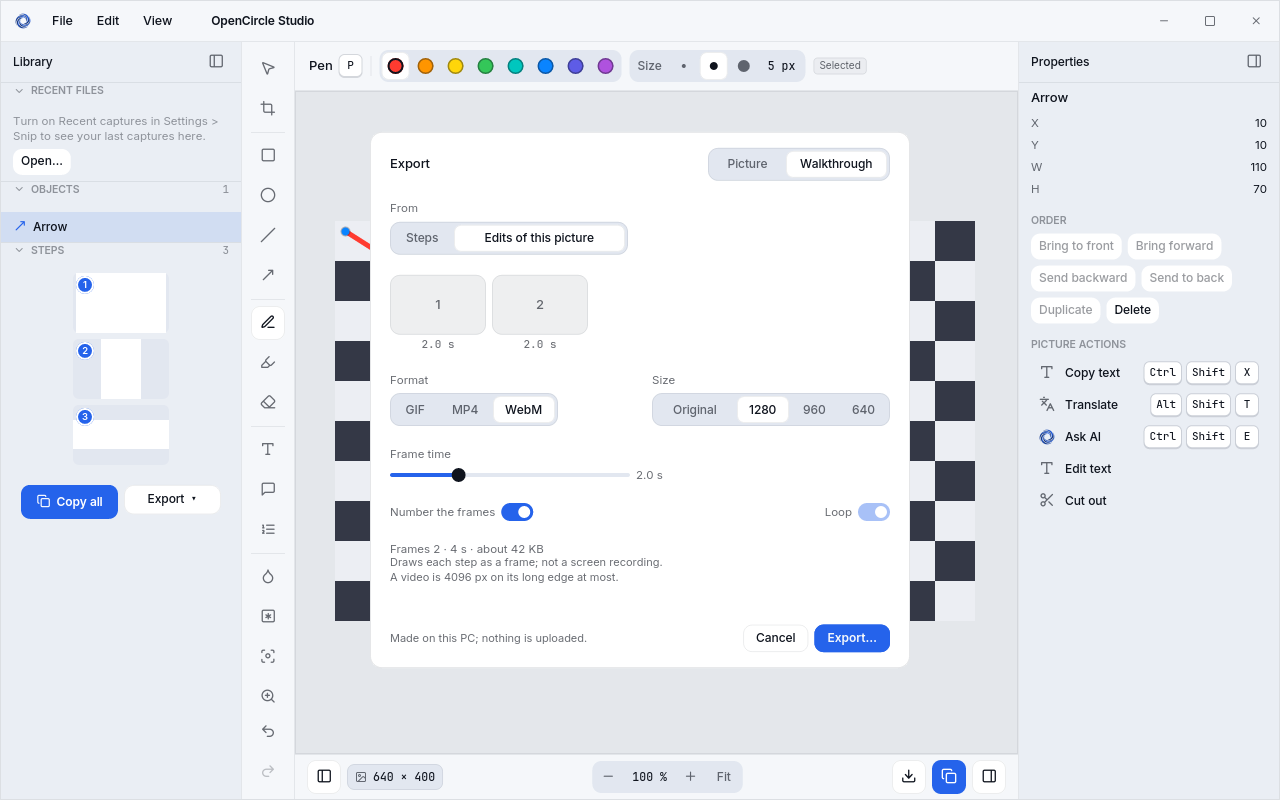 File Edit View OpenCircle Studio
Library
RECENT FILES
Turn on Recent captures in Settings >
Snip to see your last captures here.
Open...
OBJECTS 1
Arrow
STEPS 3
1
2
3
Copy all Export
Pen P Size 5 px Selected
Export Picture Walkthrough
From
Steps Edits of this picture
1 2
2.0 s 2.0 s
Format Size
GIF MP4 WebM Original 1280 960 640
Frame time
2.0 s
Number the frames Loop
Frames 2 · 4 s · about 42 KB
Draws each step as a frame; not a screen recording.
A video is 4096 px on its long edge at most.
Made on this PC; nothing is uploaded. Cancel Export...
640 × 400 100 % Fit
Properties
Arrow
X 10
Y 10
W 110
H 70
ORDER
Bring to front Bring forward
Send backward Send to back
Duplicate Delete
PICTURE ACTIONS
Copy text Ctrl Shift X
Translate Alt Shift T
Ask AI Ctrl Shift E
Edit text
Cut out